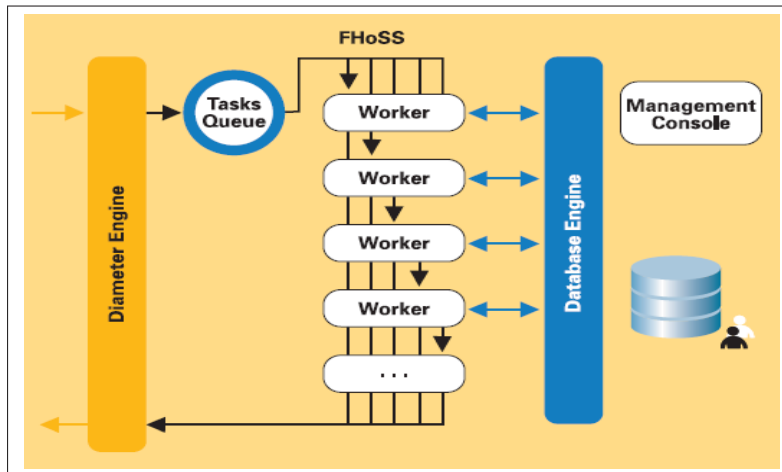 FHoSS
Diameter Engine
Tasks
Queue
Worker
Worker
Worker
Worker
. . .
Database Engine
Management
Console